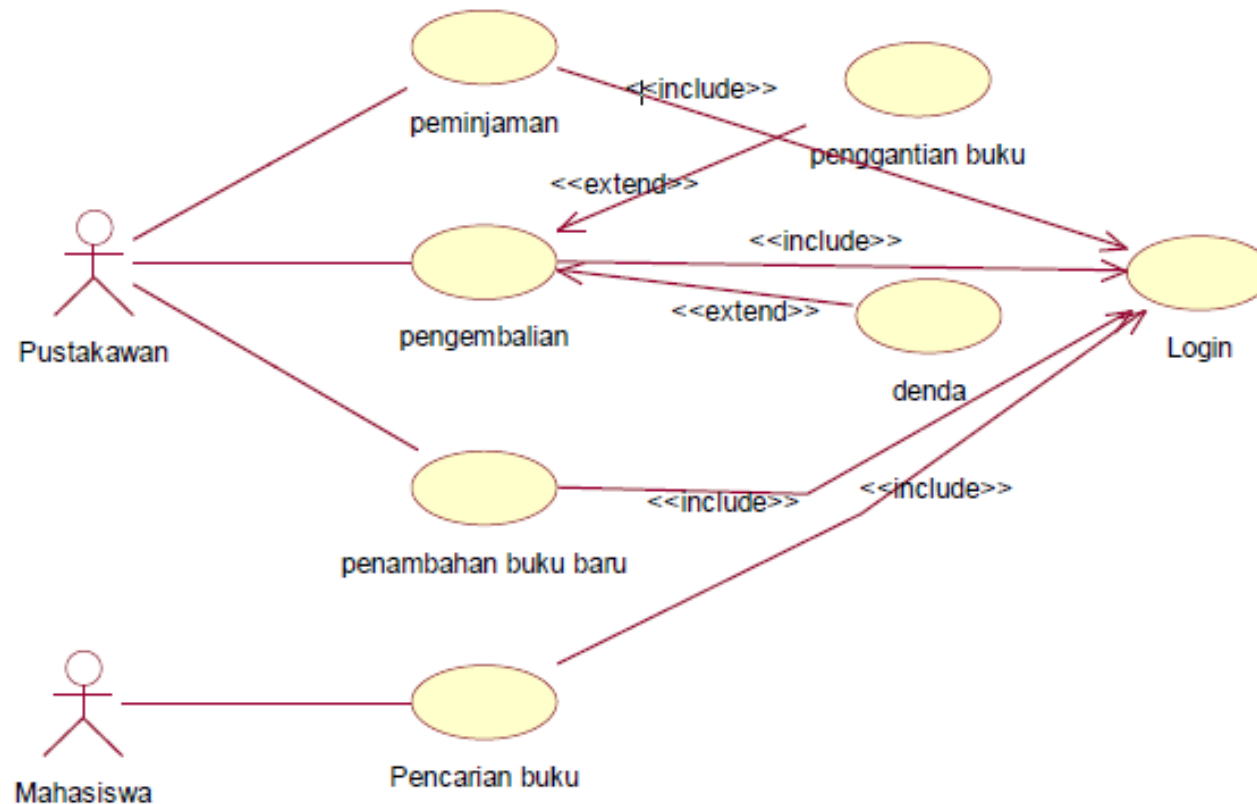 <<include>>
peminjaman
penggantian buku
<<extend>>
<<include>>
<<extend>>
pengembalian
Pustakawan
Login
denda
<<include>>
<<include>>
penambahan buku baru
Pencarian buku
Mahasiswa